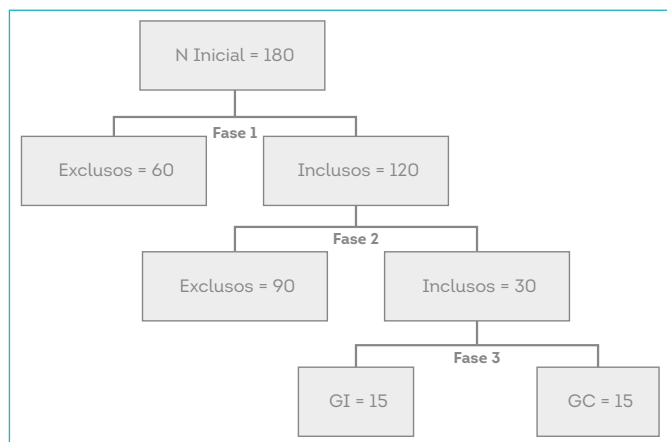 N Inicial = 180
Fase 1
Exclusos = 60
Inclusos = 120
Fase 2
Exclusos = 90
Inclusos = 30
Fase 3
GI = 15
GC = 15